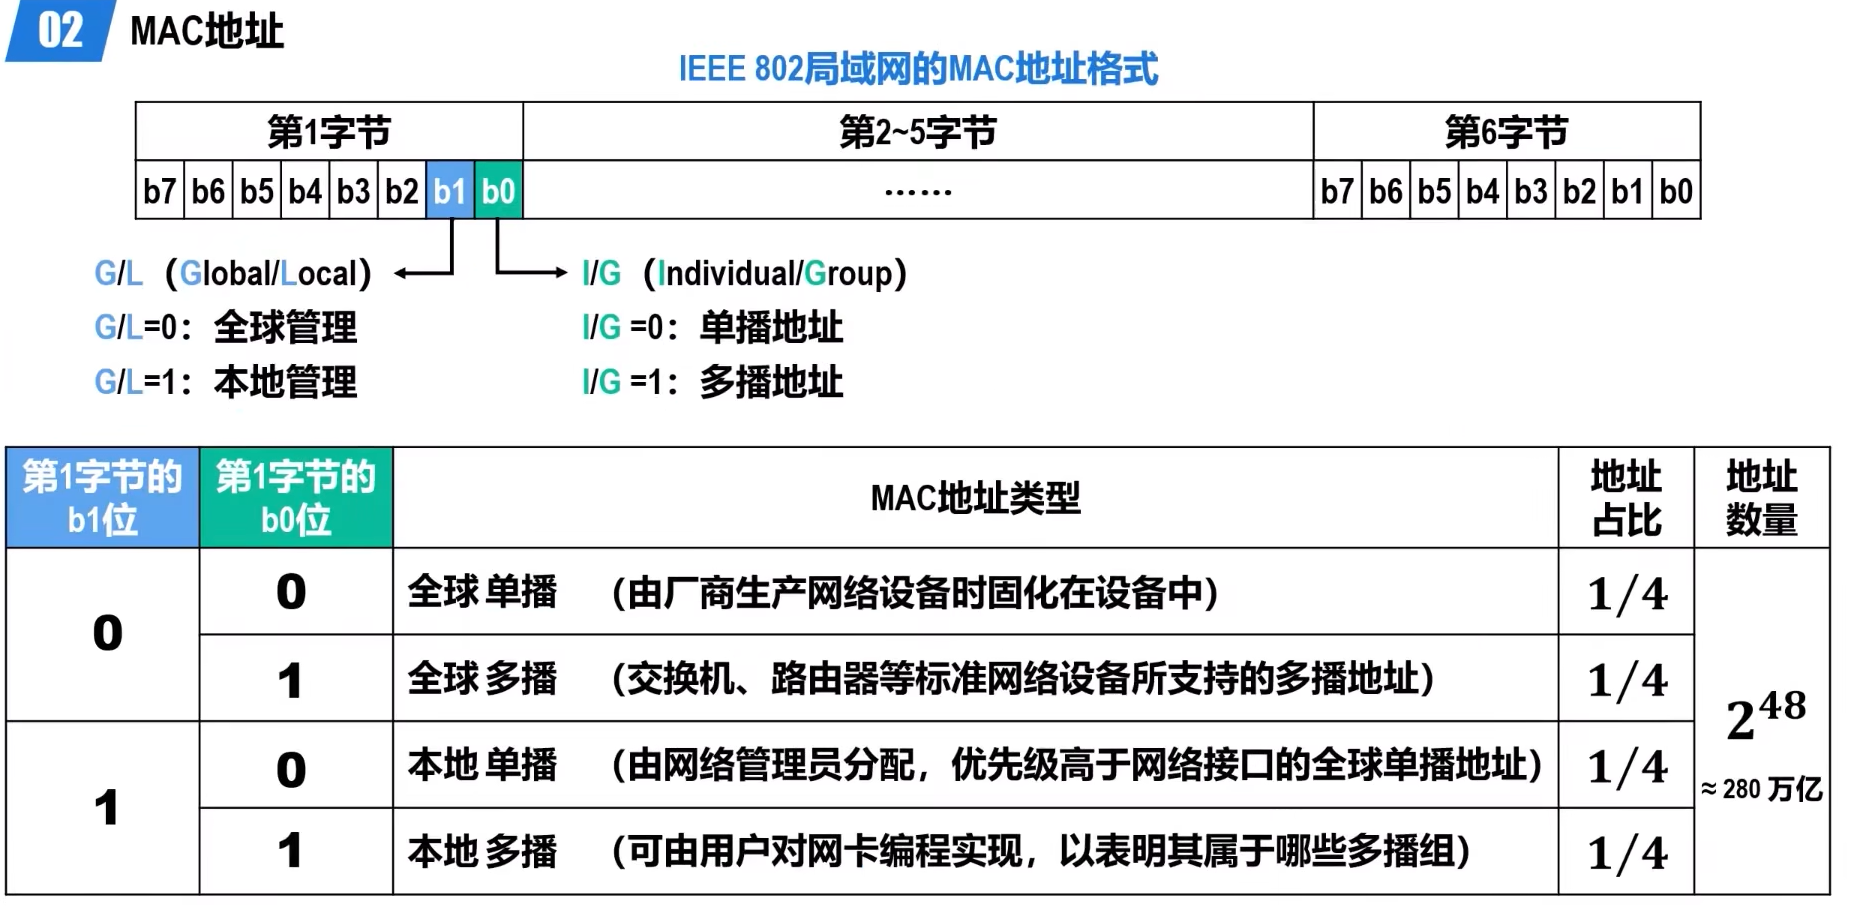 02 MAC地址
IEEE 802局域网的MAC地址格式
第1字节 第2~5字节 第6字节
b7 b6 b5 b4 b3 b2 b1 b0 …… b7 b6 b5 b4 b3 b2 b1 b0
G/L（Global/Local） I/G（Individual/Group）
G/L=0：全球管理 I/G =0：单播地址
G/L=1：本地管理 I/G =1：多播地址
第1字节的b1位 第1字节的b0位 MAC地址类型 地址占比 地址数量
0 0 全球 单播 （由厂商生产网络设备时固化在设备中） 1/4
1 全球 多播 （交换机、路由器等标准网络设备所支持的多播地址） 1/4
1 0 本地 单播 （由网络管理员分配，优先级高于网络接口的全球单播地址） 1/4
1 本地 多播 （可由用户对网卡编程实现，以表明其属于哪些多播组） 1/4
2⁴⁸
≈ 280 万亿